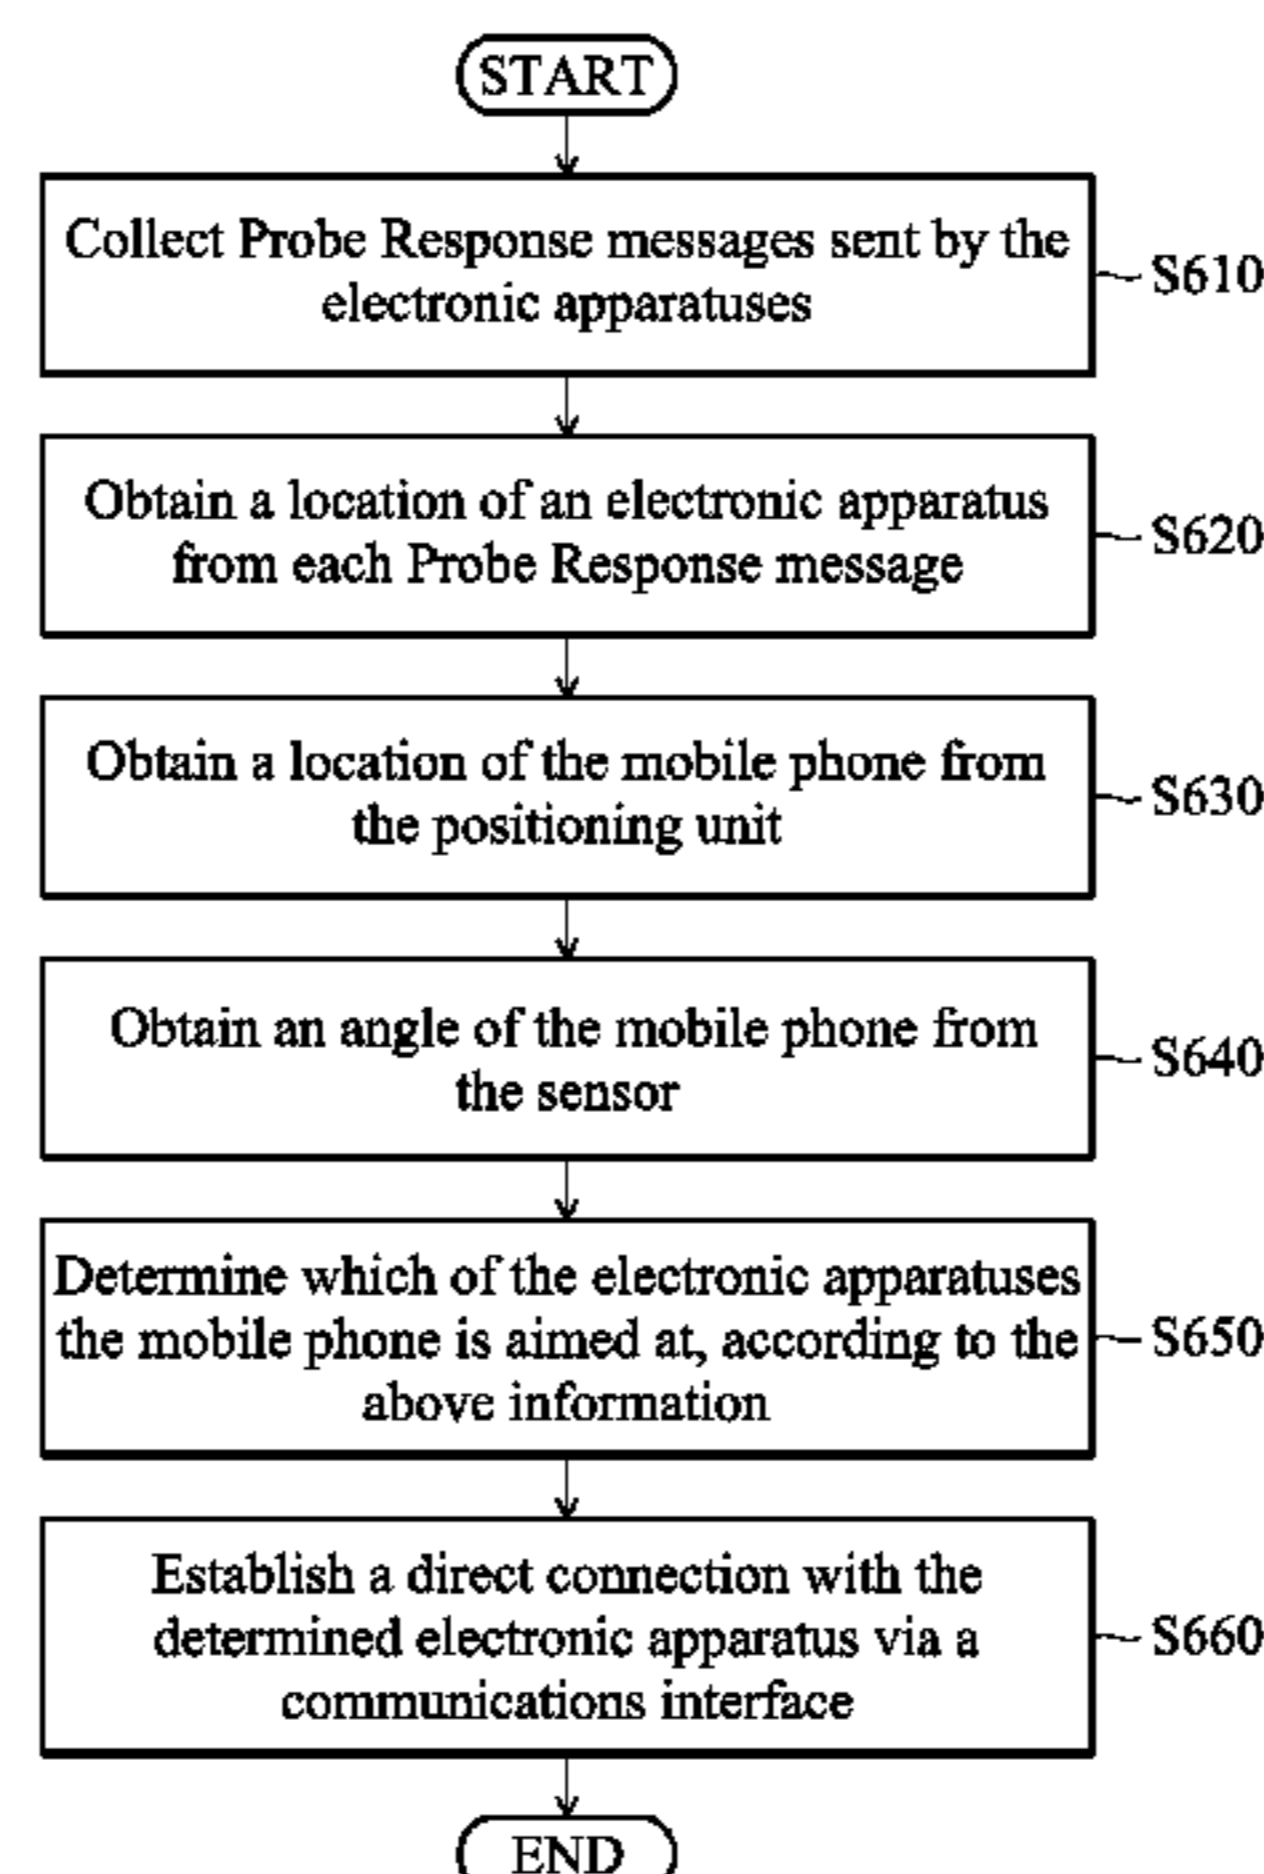 START
Collect Probe Response messages sent by the
electronic apparatuses
S610
Obtain a location of an electronic apparatus
from each Probe Response message
S620
Obtain a location of the mobile phone from
the positioning unit
S630
Obtain an angle of the mobile phone from
the sensor
S640
Determine which of the electronic apparatuses
the mobile phone is aimed at, according to the
above information
S650
Establish a direct connection with the
determined electronic apparatus via a
communications interface
S660
END